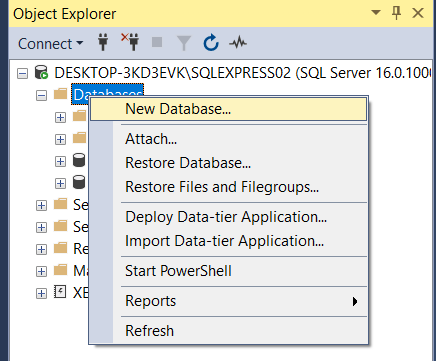 Object Explorer
Connect
DESKTOP-3KD3EVK\SQLEXPRESS02 (SQL Server 16.0.100
Databases
New Database...
Attach...
Restore Database...
Restore Files and Filegroups...
Deploy Data-tier Application...
Import Data-tier Application...
Start PowerShell
Reports
Refresh
Se
Se
Re
Ma
XE